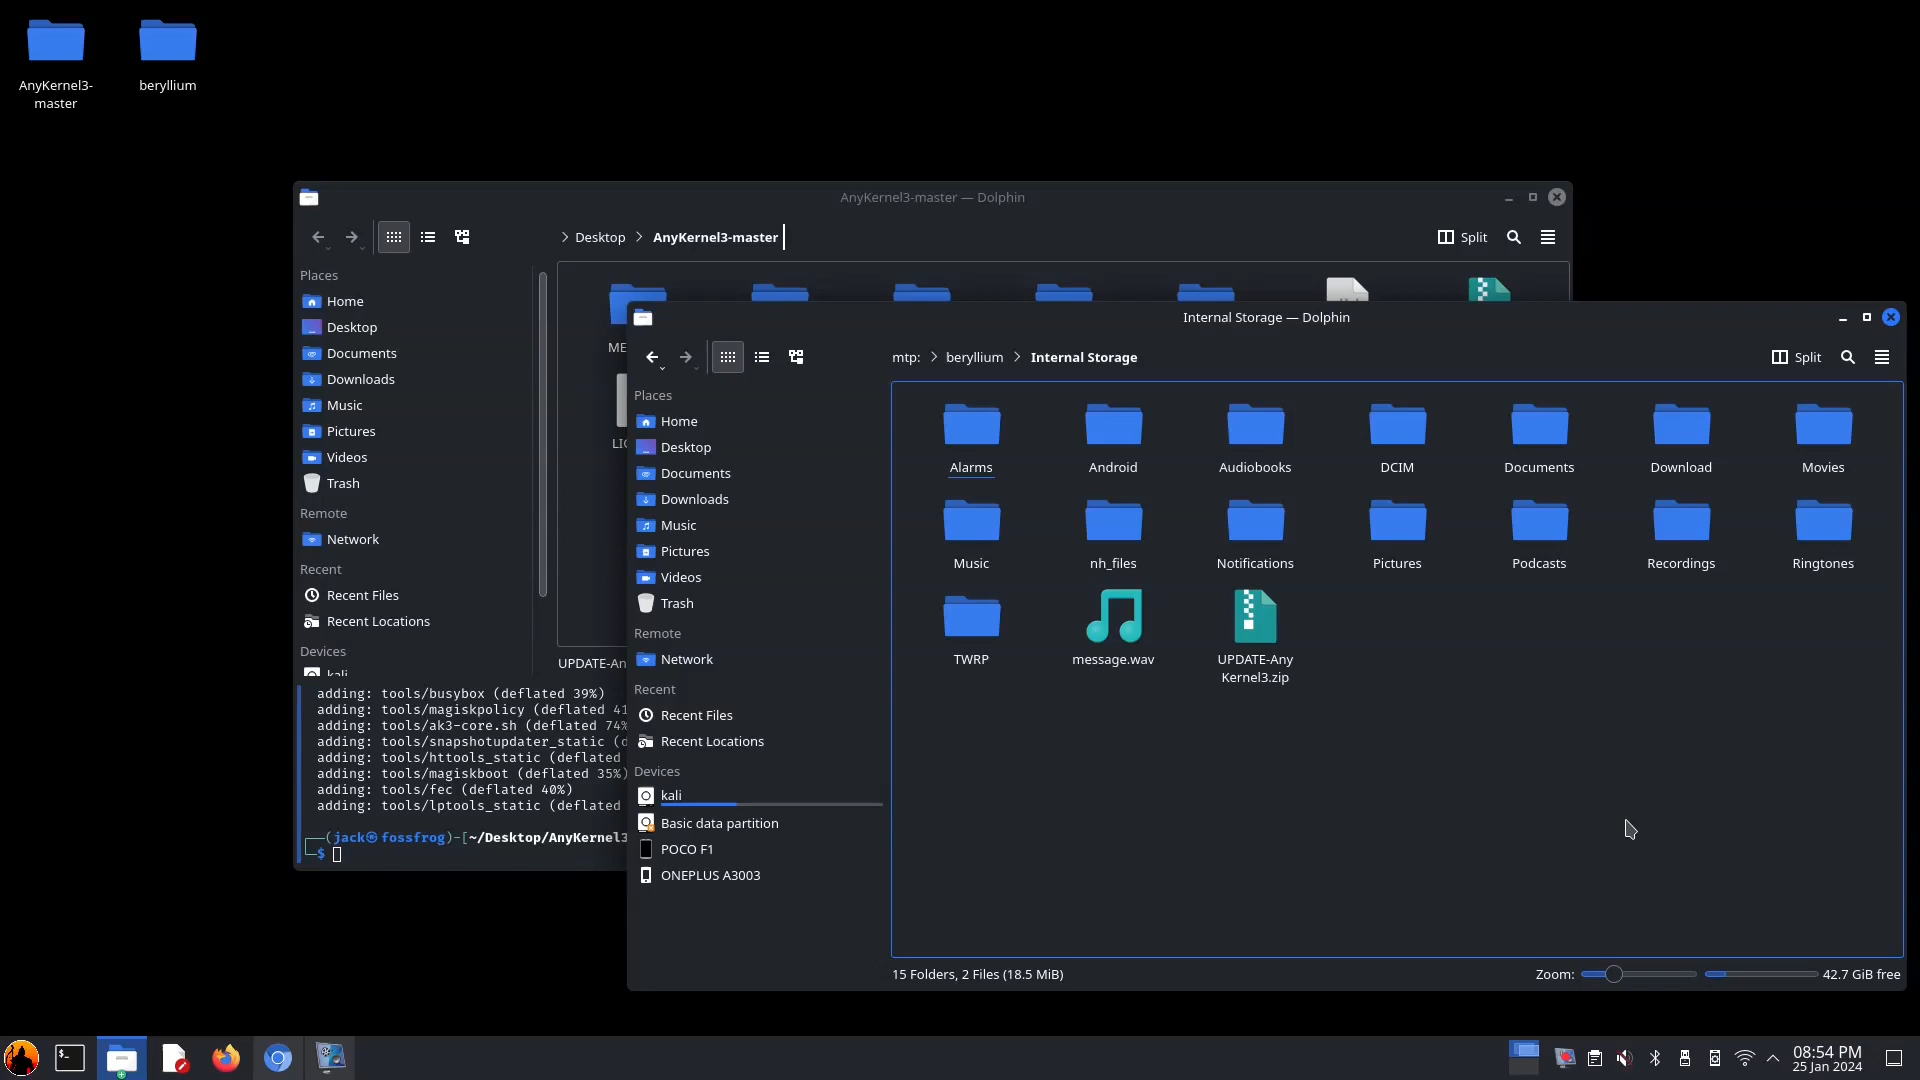 AnyKernel3-
master
beryllium
AnyKernel3-master — Dolphin
Desktop
AnyKernel3-master
Split
Places
Home
Desktop
Documents
Downloads
Music
Pictures
Videos
Trash
Remote
Network
Recent
Recent Files
Recent Locations
Devices
kali
ME
LIC
UPDATE-An
adding: tools/busybox (deflated 39%)
adding: tools/magiskpolicy (deflated 41
adding: tools/ak3-core.sh (deflated 74%
adding: tools/snapshotupdater_static (d
adding: tools/httools_static (deflated
adding: tools/magiskboot (deflated 35%)
adding: tools/fec (deflated 40%)
adding: tools/lptools_static (deflated
(jack㉿fossfrog)-[~/Desktop/AnyKernel3
$
Internal Storage — Dolphin
mtp:
beryllium
Internal Storage
Split
Places
Home
Desktop
Documents
Downloads
Music
Pictures
Videos
Trash
Remote
Network
Recent
Recent Files
Recent Locations
Devices
kali
Basic data partition
POCO F1
ONEPLUS A3003
Alarms
Android
Audiobooks
DCIM
Documents
Download
Movies
Music
nh_files
Notifications
Pictures
Podcasts
Recordings
Ringtones
TWRP
message.wav
UPDATE-Any
Kernel3.zip
15 Folders, 2 Files (18.5 MiB)
Zoom:
42.7 GiB free
08:54 PM
25 Jan 2024